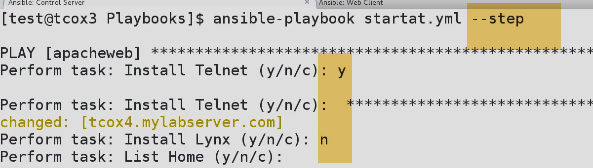 Ansible: Control Server
Ansible: Web Client
[test@tcox3 Playbooks]$ ansible-playbook startat.yml --step
PLAY [apacheweb] **********************************************
Perform task: Install Telnet (y/n/c): y
Perform task: Install Telnet (y/n/c):  **************************
changed: [tcox4.mylabserver.com]
Perform task: Install Lynx (y/n/c): n
Perform task: List Home (y/n/c):